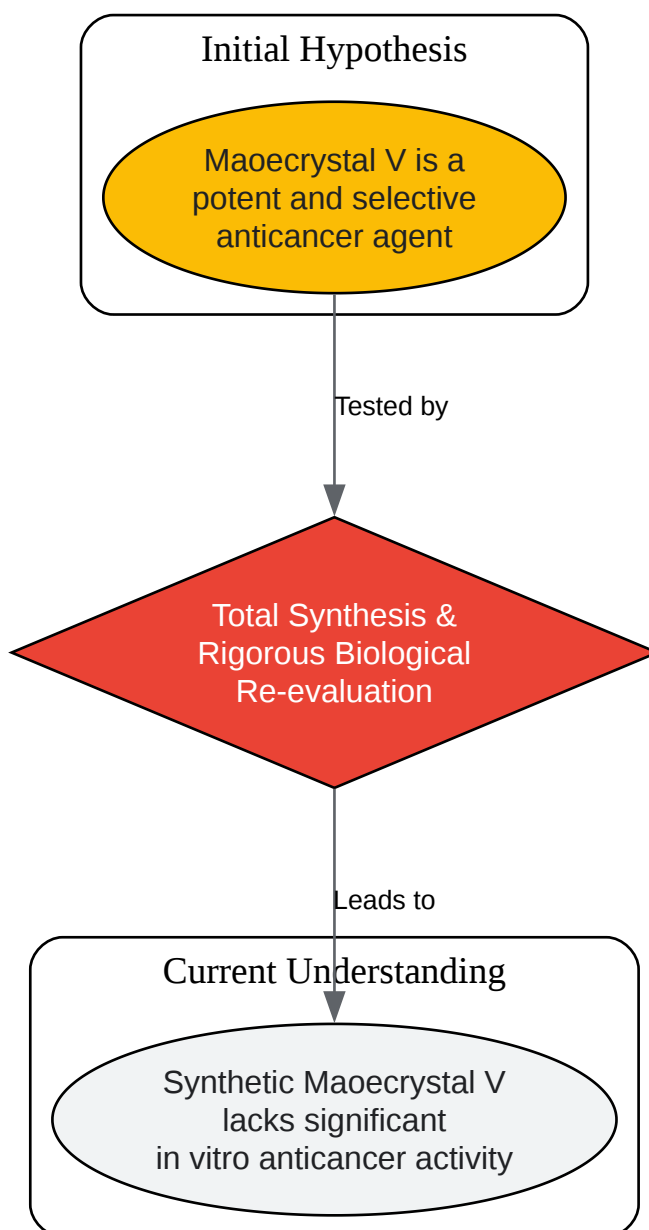 Initial Hypothesis
Maoecrystal V is a
potent and selective
anticancer agent
Tested by
Total Synthesis &
Rigorous Biological
Re-evaluation
Leads to
Current Understanding
Synthetic Maoecrystal V
lacks significant
in vitro anticancer activity